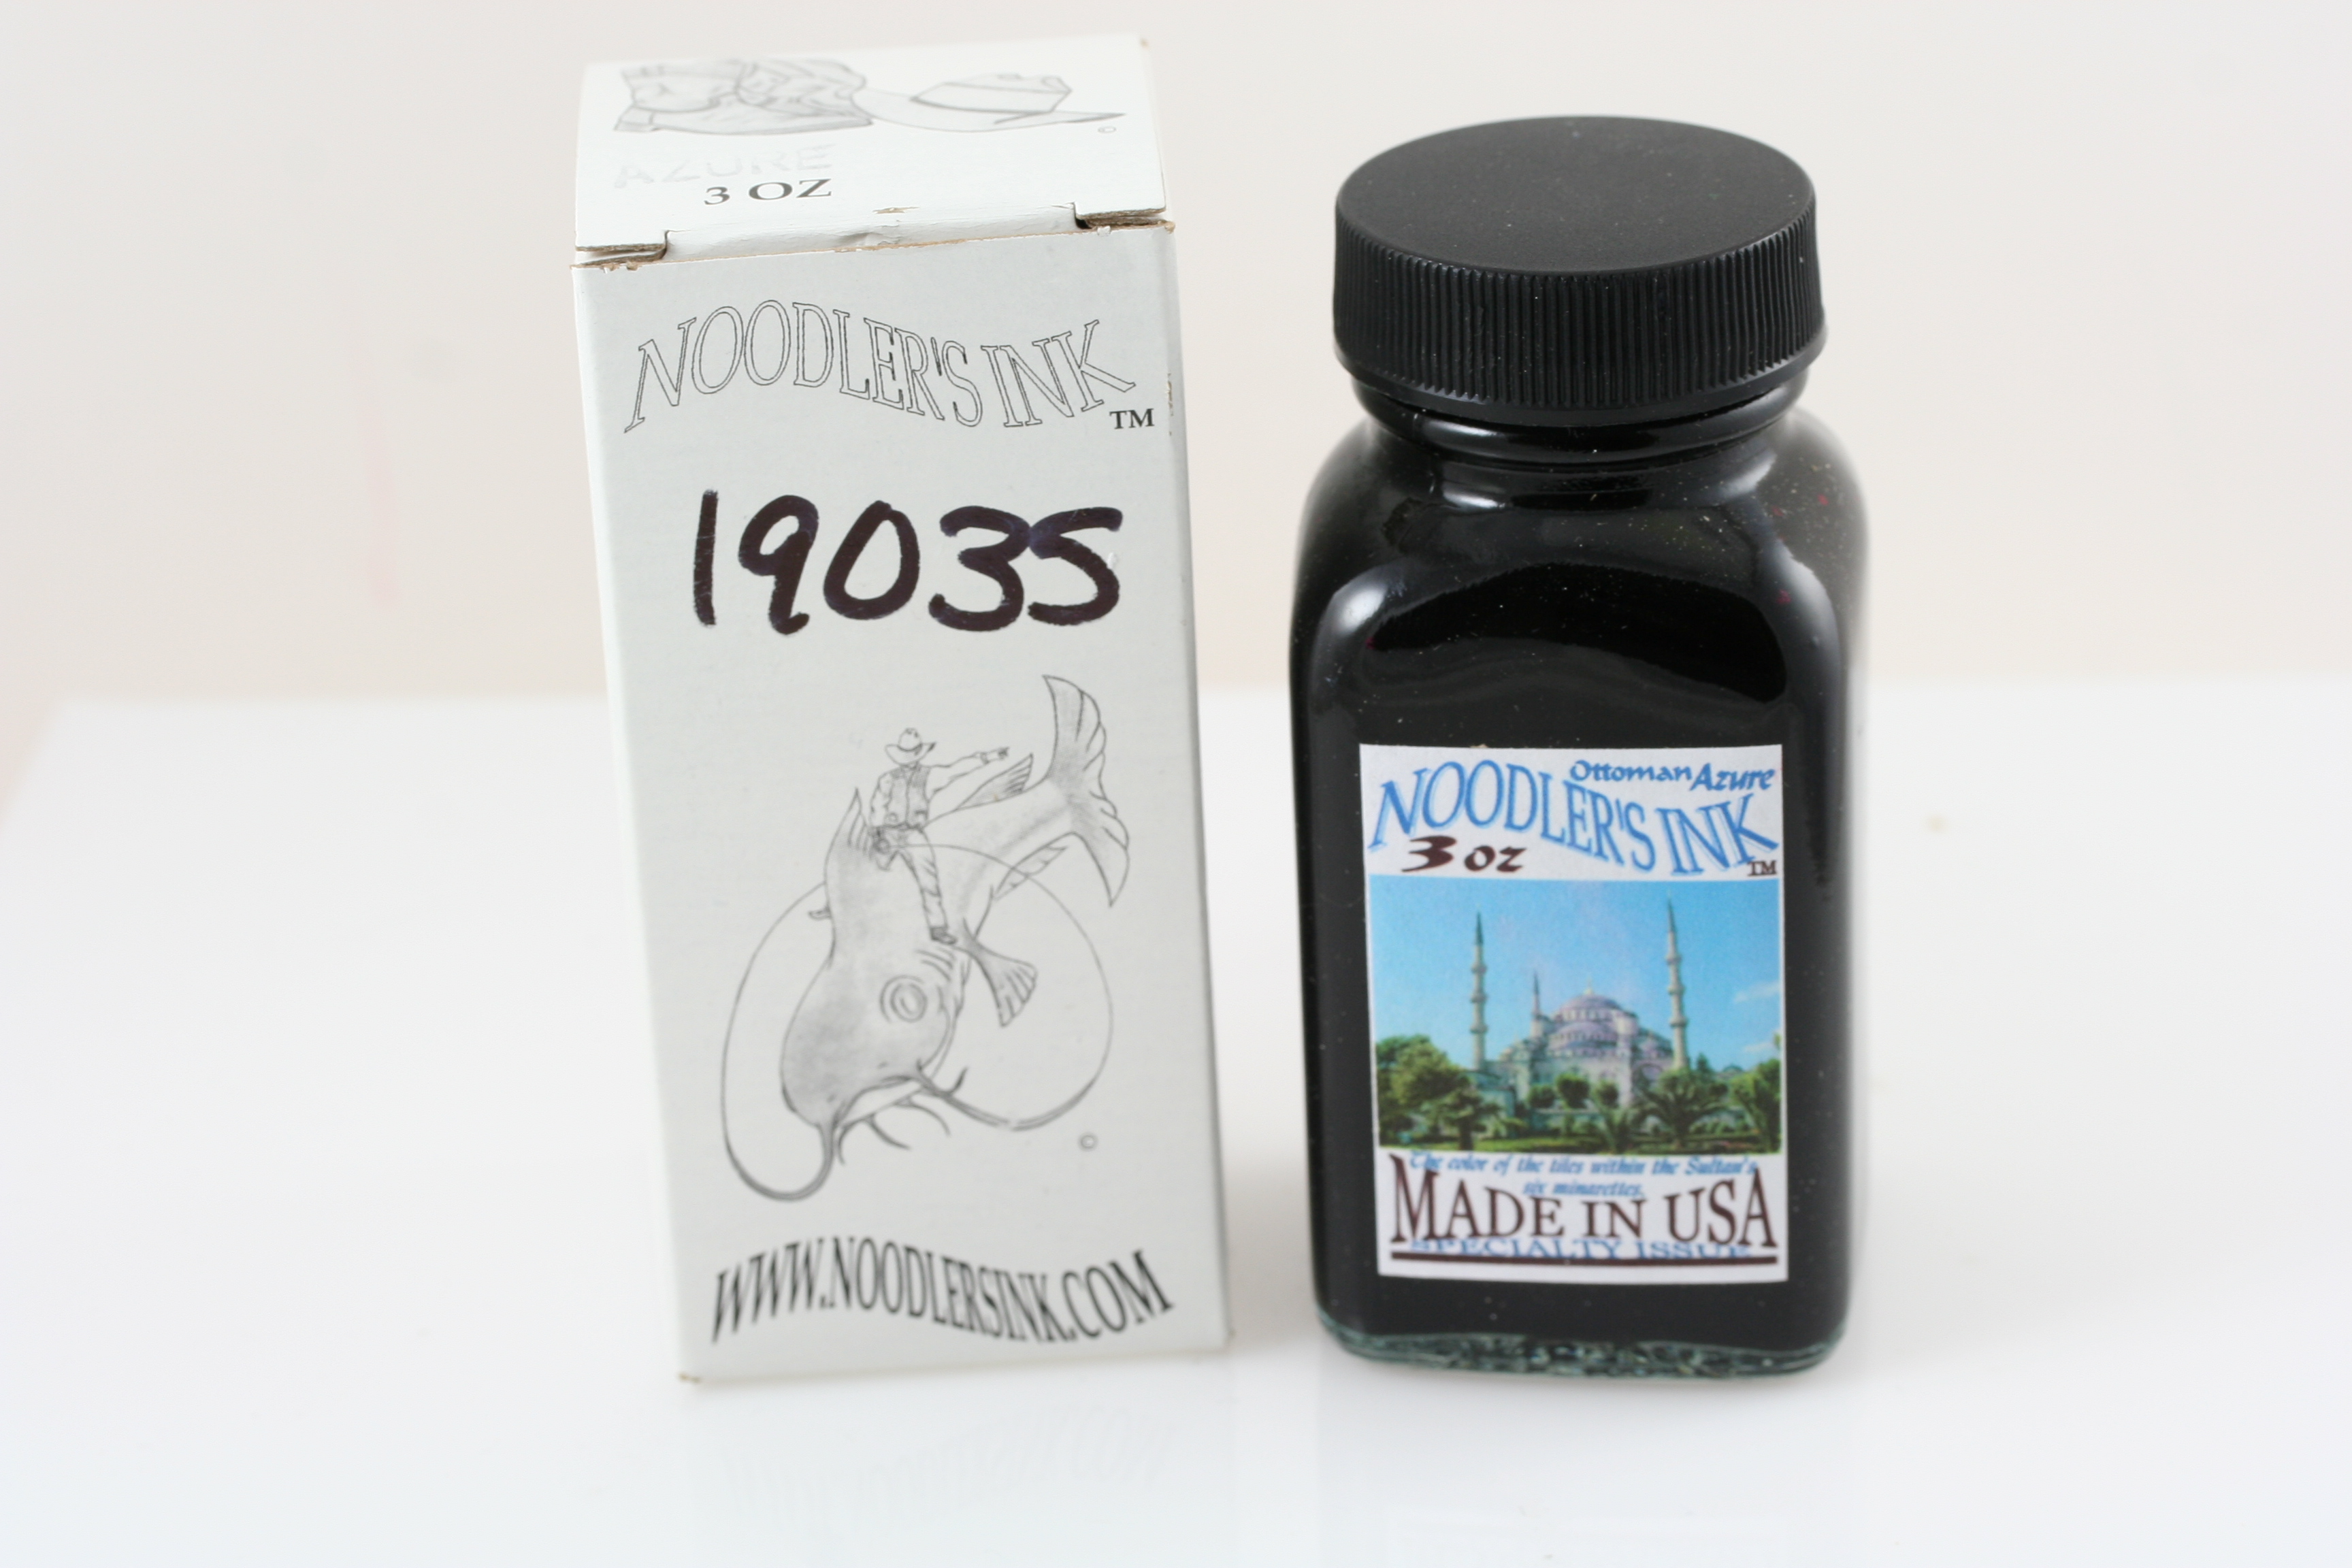 AZURE
3 OZ
©
NOODLER'S INK
TM
19035
©
WWW.NOODLERSINK.COM
Ottoman Azure
NOODLER'S INK
TM
3 oz
The color of the tiles within the Sultan's
six minarettes.
MADE IN USA
SPECIALTY ISSUE